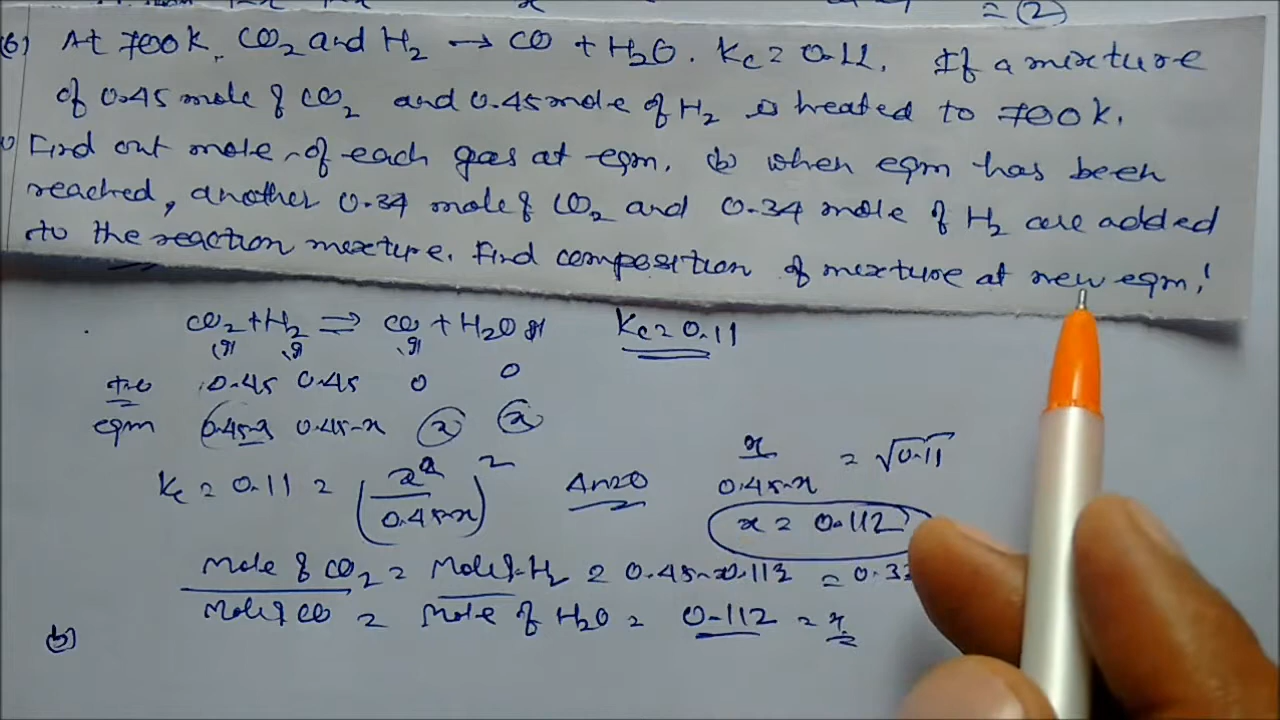 = (2)
(6) At 700k, CO2 and H2 → CO + H2O. Kc = 0.11. If a mixture
of 0.45 mole of CO2 and 0.45 mole of H2 is heated to 700k.
Find out mole of each gas at eqm. (b) when eqm has been
reached, another 0.34 mole of CO2 and 0.34 mole of H2 are added
to the reaction mixture. Find composition of mixture at new eqm!
CO2 + H2 ⇌ CO + H2O (g) Kc = 0.11
(g) (g) (g)
t=0 0.45 0.45 0 0
eqm (0.45-x 0.45-x x x
Kc = 0.11 = (x/0.45-x)^2 Δn=0 x/0.45-x = √0.11
x = 0.112
Mole of CO2 = Mole of H2 = 0.45-0.112 = 0.33
Mole of CO = Mole of H2O = 0.112 = x
(b)